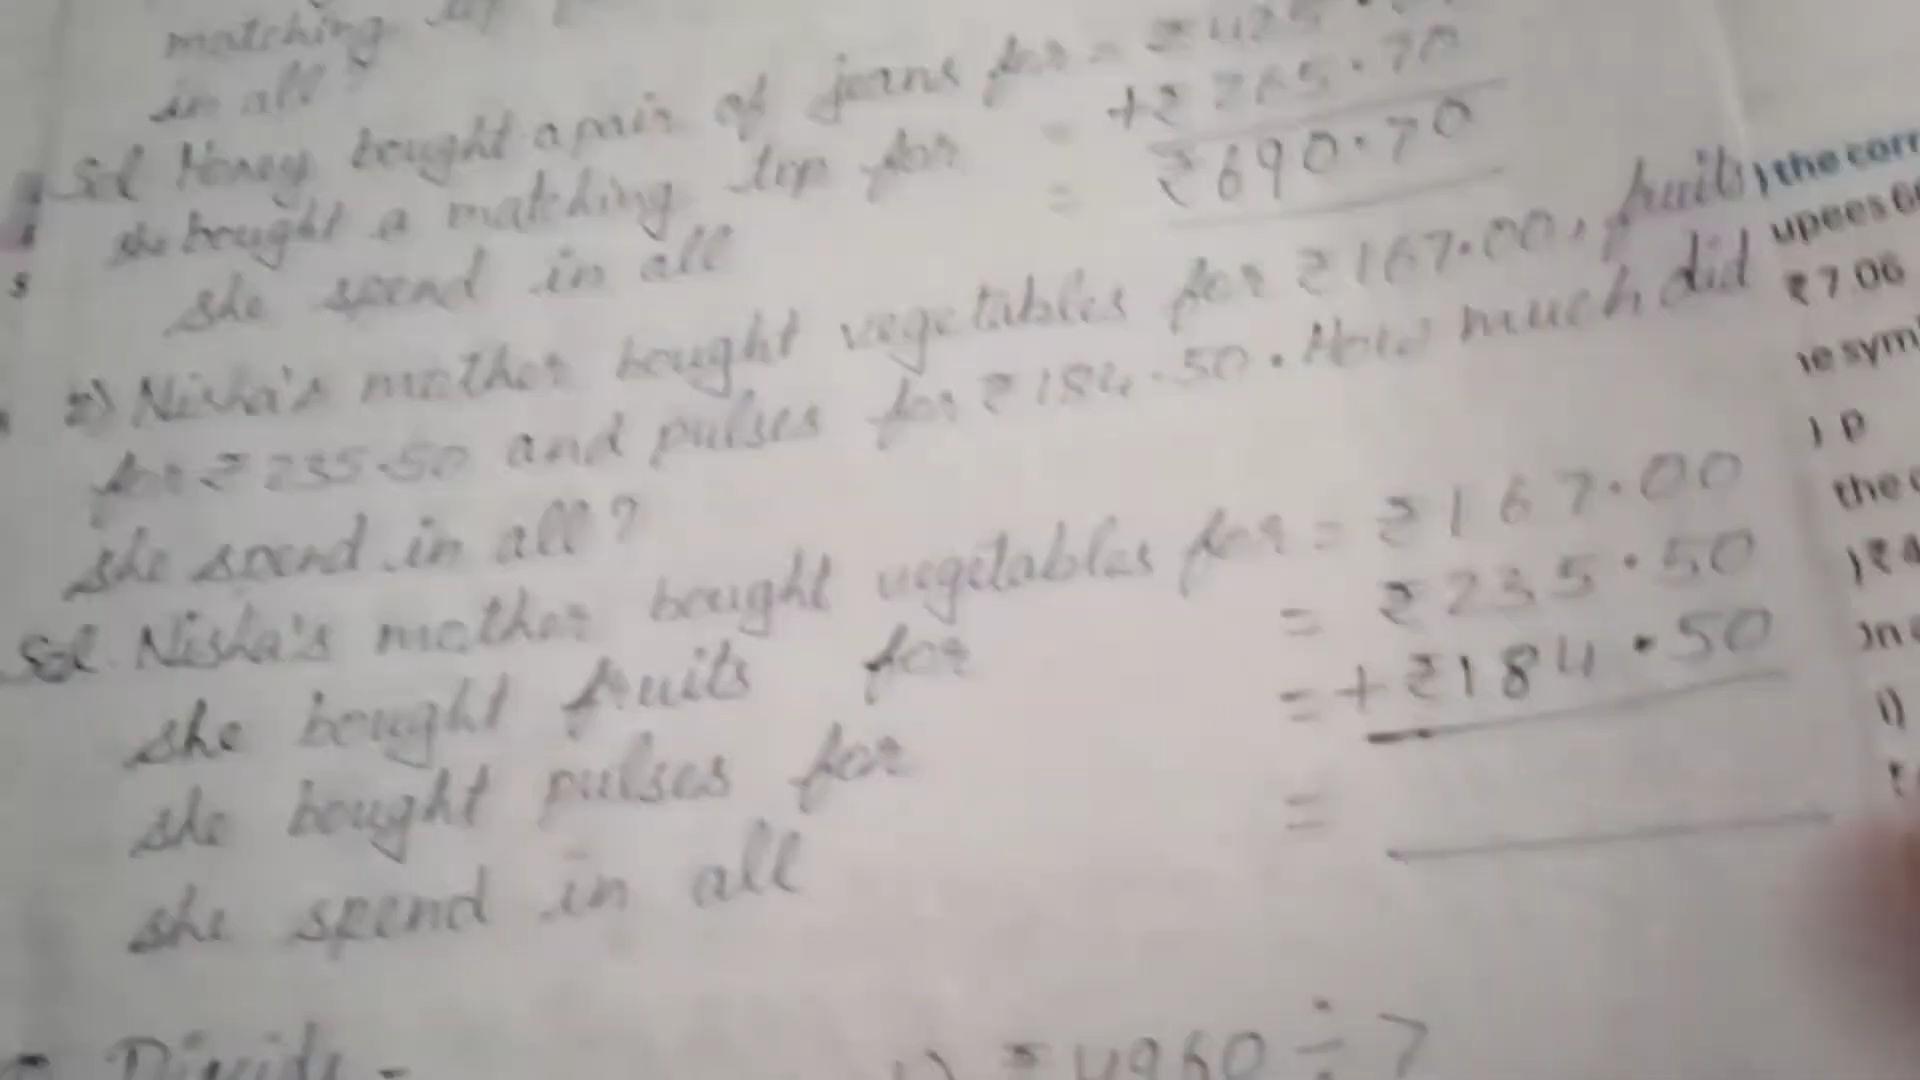 matching
in all?
Sol Honey bought a pair of jeans for = ₹425
she bought a matching top for = +₹265.70
she spend in all = ₹690.70
2) Nisha's mother bought vegetables for ₹167.00, fruits
for ₹235.50 and pulses for ₹184.50. How much did
she spend in all?
Sol. Nisha's mother bought vegetables for = ₹167.00
she bought fruits for = ₹235.50
she bought pulses for = +₹184.50
she spend in all =
Divide -
1) ₹4960 ÷ 7
) the corr
upees
₹7 06
) p
the
i)